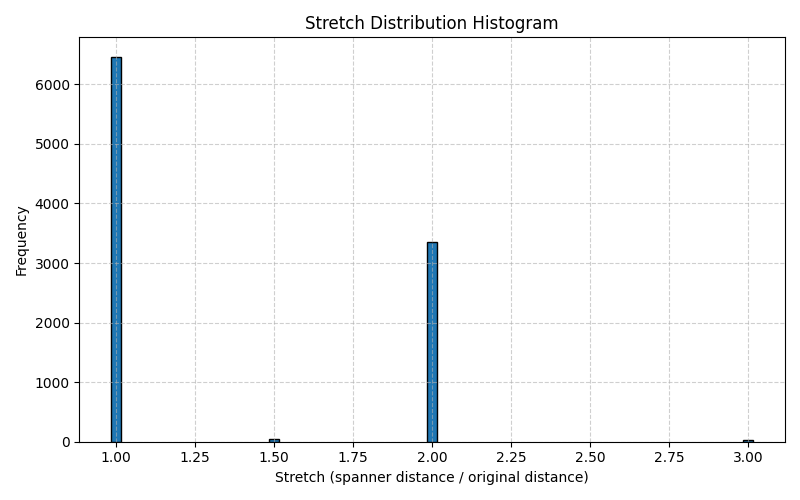 Stretch Distribution Histogram
Frequency
6000
5000
4000
3000
2000
1000
0
1.00 1.25 1.50 1.75 2.00 2.25 2.50 2.75 3.00
Stretch (spanner distance / original distance)